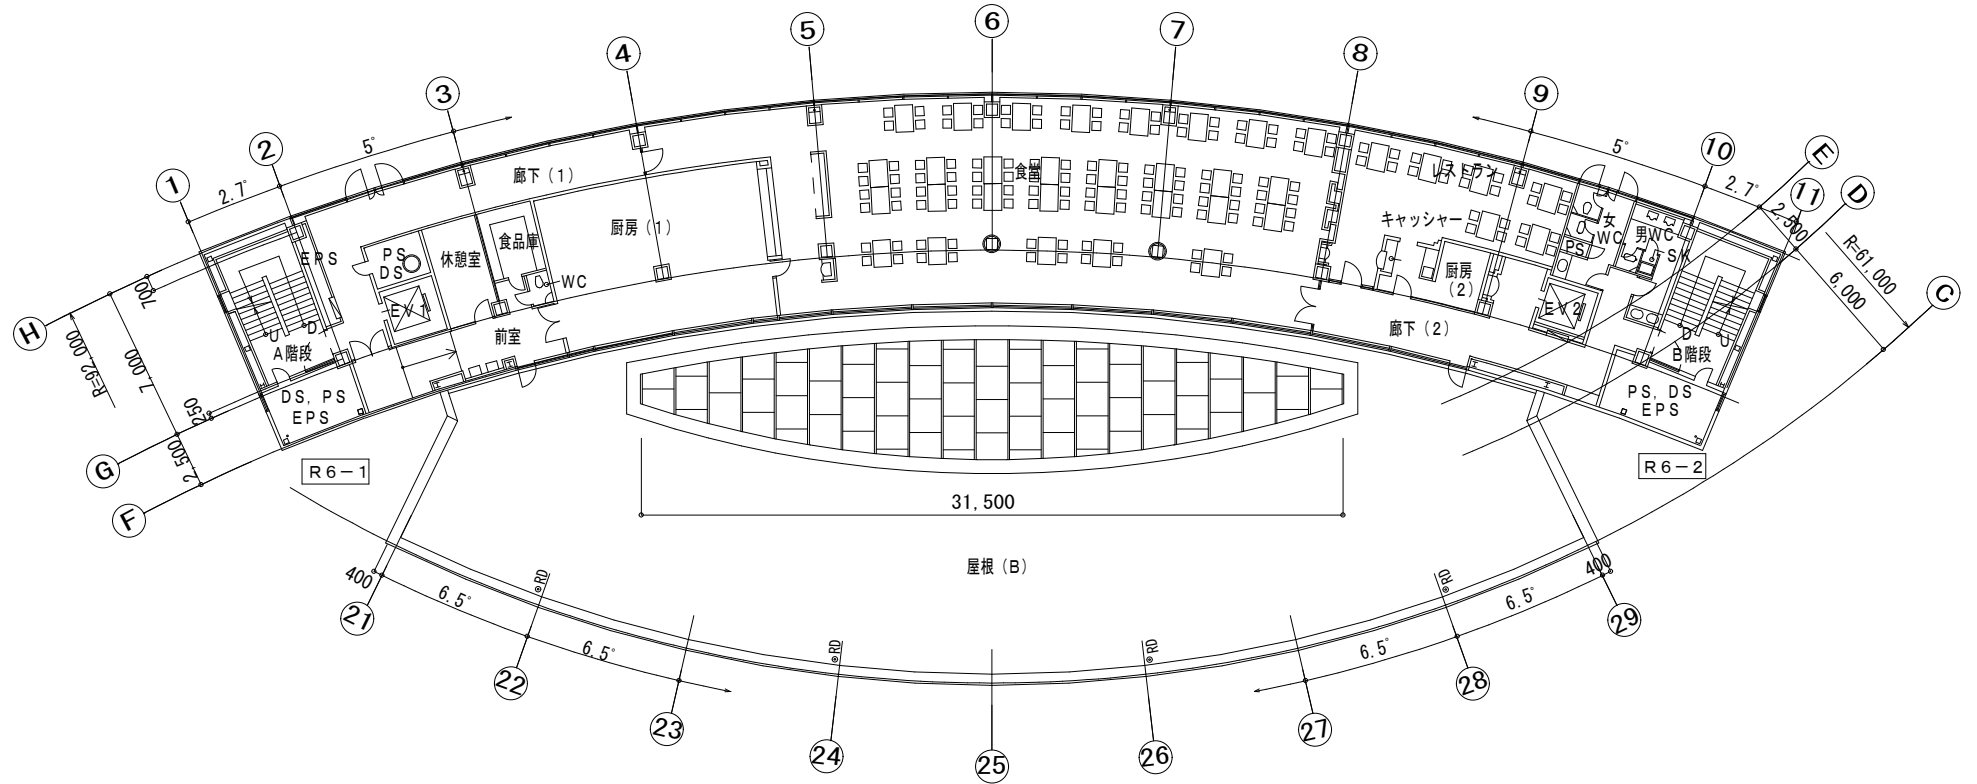 1
2
3
4
5
6
7
8
9
10
11
E
D
C
H
G
F
2.7°
5°
5°
2.7°
2,500
6,000
R=61,000
R=92,000
700
7,000
250
2,500
EPS
PS
DS
EV1
休憩室
食品庫
WC
廊下(1)
厨房(1)
食堂
レストラン
キャッシャー
厨房
(2)
女
WC
PS
男WC
SK
EV2
U
D
A階段
前室
廊下(2)
D
U
B階段
DS, PS
EPS
PS, DS
EPS
R6-1
R6-2
31,500
屋根(B)
400
6.5°
6.5°
RD
RD
RD
RD
6.5°
6.5°
400
21
22
23
24
25
26
27
28
29